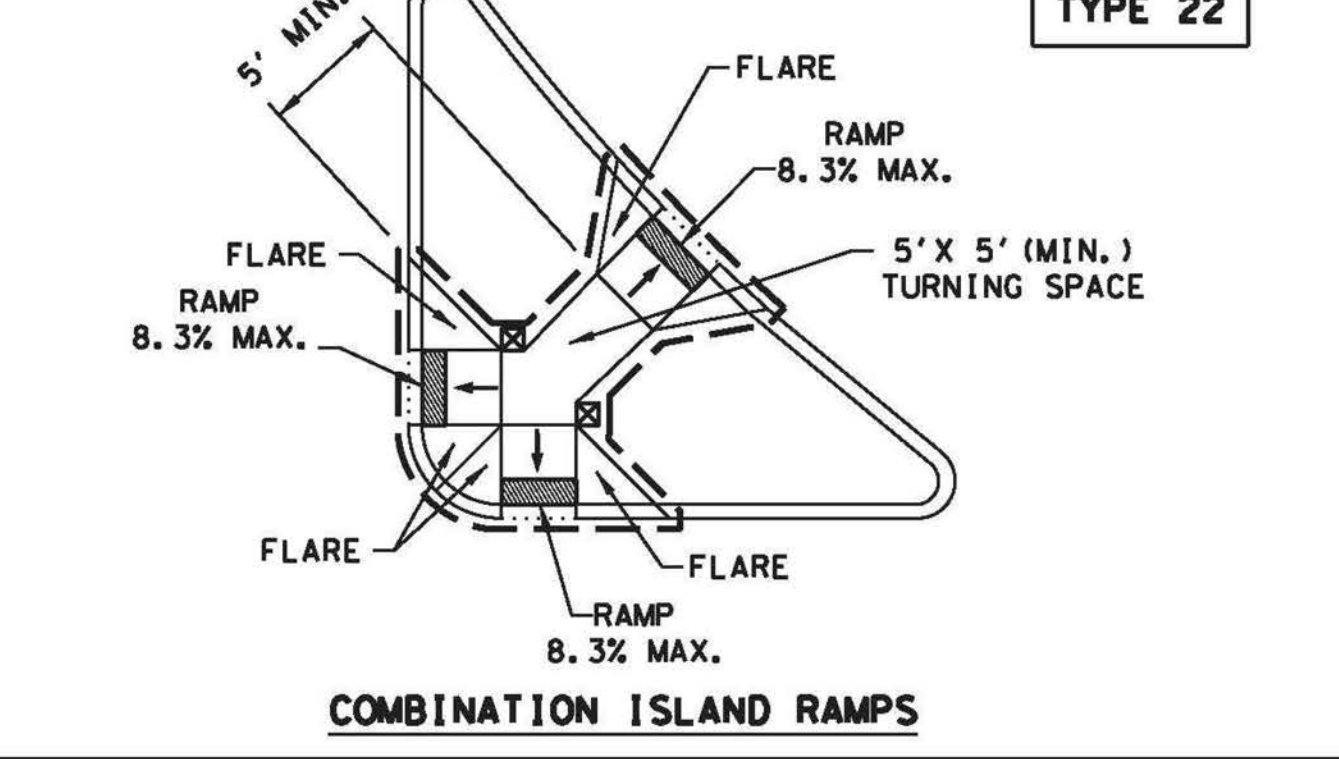 5' MIN.
TYPE 22
FLARE
RAMP
8.3% MAX.
FLARE
5'X 5'(MIN.)
TURNING SPACE
RAMP
8.3% MAX.
FLARE
FLARE
RAMP
8.3% MAX.
COMBINATION ISLAND RAMPS